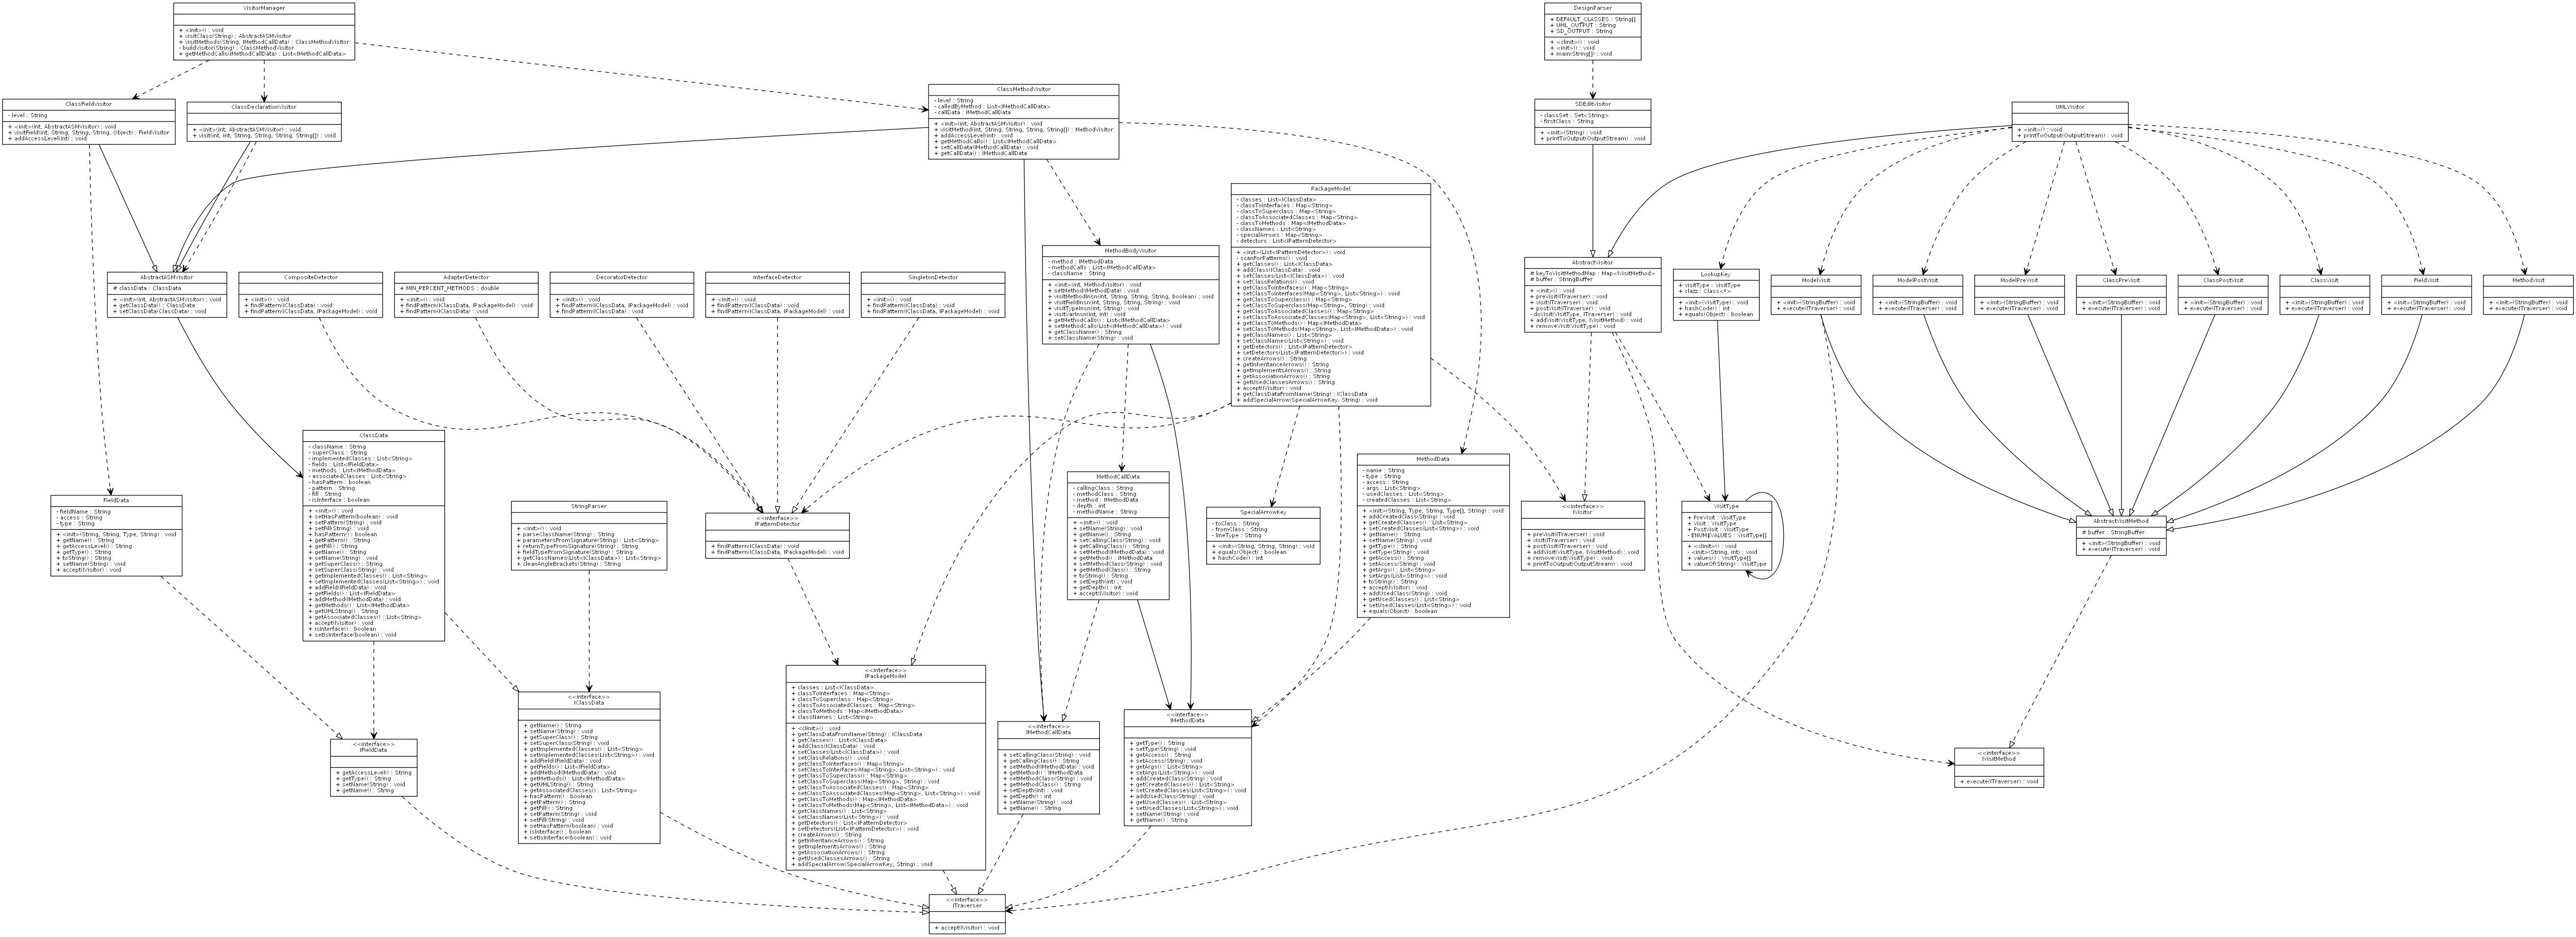 VisitorManager
+ <init>() : void
+ visitClass(String) : AbstractASMVisitor
+ visitMethods(String, IMethodCallData) : ClassMethodVisitor
- buildVisitor(String) : ClassMethodVisitor
+ getMethodCalls(IMethodCallData) : List<IMethodCallData>
DesignParser
+ DEFAULT_CLASSES : String[]
+ UML_OUTPUT : String
+ SD_OUTPUT : String
+ <clinit>() : void
+ <init>() : void
+ main(String[]) : void
ClassFieldVisitor
- level : String
+ <init>(int, AbstractASMVisitor) : void
+ visitField(int, String, String, String, Object) : FieldVisitor
+ addAccessLevel(int) : void
ClassDeclarationVisitor
+ <init>(int, AbstractASMVisitor) : void
+ visit(int, int, String, String, String, String[]) : void
ClassMethodVisitor
- level : String
- calledByMethod : List<IMethodCallData>
- callData : IMethodCallData
+ <init>(int, AbstractASMVisitor) : void
+ visitMethod(int, String, String, String, String[]) : MethodVisitor
+ addAccessLevel(int) : void
+ getMethodCalls() : List<IMethodCallData>
+ setCallData(IMethodCallData) : void
+ getCallData() : IMethodCallData
SDEditVisitor
- classSet : Set<String>
- firstClass : String
+ <init>(String) : void
+ printToOutput(OutputStream) : void
UMLVisitor
+ <init>() : void
+ printToOutput(OutputStream) : void
PackageModel
- classes : List<IClassData>
- classToInterfaces : Map<String>
- classToSuperclass : Map<String>
- classToAssociatedClasses : Map<String>
- classToMethods : Map<IMethodData>
- classNames : List<String>
- specialArrows : Map<String>
- detectors : List<IPatternDetector>
+ <init>(List<IPatternDetector>) : void
- scanForPatterns() : void
+ getClasses() : List<IClassData>
+ addClass(IClassData) : void
+ setClasses(List<IClassData>) : void
+ setClassRelations() : void
+ getClassToInterfaces() : Map<String>
+ setClassToInterfaces(Map<String>, List<String>) : void
+ getClassToSuperclass() : Map<String>
+ setClassToSuperclass(Map<String>, String) : void
+ getClassToAssociatedClasses() : Map<String>
+ setClassToAssociatedClasses(Map<String>, List<String>) : void
+ getClassToMethods() : Map<IMethodData>
+ setClassToMethods(Map<String>, List<IMethodData>) : void
+ getClassNames() : List<String>
+ setClassNames(List<String>) : void
+ getDetectors() : List<IPatternDetector>
+ setDetectors(List<IPatternDetector>) : void
+ createArrows() : String
+ getInheritanceArrows() : String
+ getImplementsArrows() : String
+ getAssociationArrows() : String
+ getUsedClassesArrows() : String
+ accept(IVisitor) : void
+ getClassDataFromName(String) : IClassData
+ addSpecialArrow(SpecialArrowKey, String) : void
MethodBodyVisitor
- method : IMethodData
- methodCalls : List<IMethodCallData>
- className : String
+ <init>(int, MethodVisitor) : void
+ setMethod(IMethodData) : void
+ visitMethodInsn(int, String, String, String, boolean) : void
+ visitFieldInsn(int, String, String, String) : void
+ visitTypeInsn(int, String) : void
+ visitVarInsn(int, int) : void
+ getMethodCalls() : List<IMethodCallData>
+ setMethodCalls(List<IMethodCallData>) : void
+ getClassName() : String
+ setClassName(String) : void
AbstractASMVisitor
# classData : ClassData
+ <init>(int, AbstractASMVisitor) : void
+ getClassData() : ClassData
+ setClassData(ClassData) : void
CompositeDetector
+ <init>() : void
+ findPattern(IClassData) : void
+ findPattern(IClassData, IPackageModel) : void
AdapterDetector
+ MIN_PERCENT_METHODS : double
+ <init>() : void
+ findPattern(IClassData, IPackageModel) : void
+ findPattern(IClassData) : void
DecoratorDetector
+ <init>() : void
+ findPattern(IClassData, IPackageModel) : void
+ findPattern(IClassData) : void
InterfaceDetector
+ <init>() : void
+ findPattern(IClassData) : void
+ findPattern(IClassData, IPackageModel) : void
SingletonDetector
+ <init>() : void
+ findPattern(IClassData) : void
+ findPattern(IClassData, IPackageModel) : void
AbstractVisitor
# keyToVisitMethodMap : Map<IVisitMethod>
# buffer : StringBuffer
+ <init>() : void
+ preVisit(ITraverser) : void
+ visit(ITraverser) : void
+ postVisit(ITraverser) : void
- doVisit(VisitType, ITraverser) : void
+ addVisit(VisitType, IVisitMethod) : void
+ removeVisit(VisitType) : void
LookupKey
+ visitType : VisitType
+ clazz : Class<*>
+ <init>(VisitType) : void
+ hashCode() : int
+ equals(Object) : boolean
ModelVisit
+ <init>(StringBuffer) : void
+ execute(ITraverser) : void
ModelPostVisit
+ <init>(StringBuffer) : void
+ execute(ITraverser) : void
ModelPreVisit
+ <init>(StringBuffer) : void
+ execute(ITraverser) : void
ClassPreVisit
+ <init>(StringBuffer) : void
+ execute(ITraverser) : void
ClassPostVisit
+ <init>(StringBuffer) : void
+ execute(ITraverser) : void
ClassVisit
+ <init>(StringBuffer) : void
+ execute(ITraverser) : void
FieldVisit
+ <init>(StringBuffer) : void
+ execute(ITraverser) : void
MethodVisit
+ <init>(StringBuffer) : void
+ execute(ITraverser) : void
ClassData
- className : String
- superClass : String
- implementedClasses : List<String>
- fields : List<IFieldData>
- methods : List<IMethodData>
- associatedClasses : List<String>
- hasPattern : boolean
- pattern : String
- fill : String
- isInterface : boolean
+ <init>() : void
+ setHasPattern(boolean) : void
+ setPattern(String) : void
+ setFill(String) : void
+ hasPattern() : boolean
+ getPattern() : String
+ getFill() : String
+ getName() : String
+ setName(String) : void
+ getSuperClass() : String
+ setSuperClass(String) : void
+ getImplementedClasses() : List<String>
+ setImplementedClasses(List<String>) : void
+ addField(IFieldData) : void
+ getFields() : List<IFieldData>
+ addMethod(IMethodData) : void
+ getMethods() : List<IMethodData>
+ getUMLString() : String
+ getAssociatedClasses() : List<String>
+ accept(IVisitor) : void
+ isInterface() : boolean
+ setIsInterface(boolean) : void
FieldData
- fieldName : String
- access : String
- type : String
+ <init>(String, String, Type, String) : void
+ getName() : String
+ getAccessLevel() : String
+ getType() : String
+ toString() : String
+ setName(String) : void
+ accept(IVisitor) : void
StringParser
+ <init>() : void
+ parseClassName(String) : String
+ parametersFromSignature(String) : List<String>
+ returnTypeFromSignature(String) : String
+ fieldTypeFromSignature(String) : String
+ getClassNames(List<IClassData>) : List<String>
+ cleanAngleBrackets(String) : String
<<interface>>
IPatternDetector
+ findPattern(IClassData) : void
+ findPattern(IClassData, IPackageModel) : void
MethodCallData
- callingClass : String
- methodClass : String
- method : IMethodData
- depth : int
- methodName : String
+ <init>() : void
+ setName(String) : void
+ getName() : String
+ setCallingClass(String) : void
+ getCallingClass() : String
+ setMethod(IMethodData) : void
+ getMethod() : IMethodData
+ setMethodClass(String) : void
+ getMethodClass() : String
+ toString() : String
+ setDepth(int) : void
+ getDepth() : int
+ accept(IVisitor) : void
SpecialArrowKey
- toClass : String
- fromClass : String
- lineType : String
+ <init>(String, String, String) : void
+ equals(Object) : boolean
+ hashCode() : int
MethodData
- name : String
- type : String
- access : String
- args : List<String>
- usedClasses : List<String>
- createdClasses : List<String>
+ <init>(String, Type, String, Type[], String) : void
+ addCreatedClass(String) : void
+ getCreatedClasses() : List<String>
+ setCreatedClasses(List<String>) : void
+ getName() : String
+ setName(String) : void
+ getType() : String
+ setType(String) : void
+ getAccess() : String
+ setAccess(String) : void
+ getArgs() : List<String>
+ setArgs(List<String>) : void
+ toString() : String
+ accept(IVisitor) : void
+ addUsedClass(String) : void
+ getUsedClasses() : List<String>
+ setUsedClasses(List<String>) : void
+ equals(Object) : boolean
<<interface>>
IVisitor
+ preVisit(ITraverser) : void
+ visit(ITraverser) : void
+ postVisit(ITraverser) : void
+ addVisit(VisitType, IVisitMethod) : void
+ removeVisit(VisitType) : void
+ printToOutput(OutputStream) : void
VisitType
+ PreVisit : VisitType
+ Visit : VisitType
+ PostVisit : VisitType
- ENUM$VALUES : VisitType[]
+ <clinit>() : void
- <init>(String, int) : void
+ values() : VisitType[]
+ valueOf(String) : VisitType
AbstractVisitMethod
# buffer : StringBuffer
+ <init>(StringBuffer) : void
+ execute(ITraverser) : void
<<interface>>
IPackageModel
+ classes : List<IClassData>
+ classToInterfaces : Map<String>
+ classToSuperclass : Map<String>
+ classToAssociatedClasses : Map<String>
+ classToMethods : Map<IMethodData>
+ classNames : List<String>
+ <clinit>() : void
+ getClassDataFromName(String) : IClassData
+ getClasses() : List<IClassData>
+ addClass(IClassData) : void
+ setClasses(List<IClassData>) : void
+ setClassRelations() : void
+ getClassToInterfaces() : Map<String>
+ setClassToInterfaces(Map<String>, List<String>) : void
+ getClassToSuperclass() : Map<String>
+ setClassToSuperclass(Map<String>, String) : void
+ getClassToAssociatedClasses() : Map<String>
+ setClassToAssociatedClasses(Map<String>, List<String>) : void
+ getClassToMethods() : Map<IMethodData>
+ setClassToMethods(Map<String>, List<IMethodData>) : void
+ getClassNames() : List<String>
+ setClassNames(List<String>) : void
+ getDetectors() : List<IPatternDetector>
+ setDetectors(List<IPatternDetector>) : void
+ createArrows() : String
+ getInheritanceArrows() : String
+ getImplementsArrows() : String
+ getAssociationArrows() : String
+ getUsedClassesArrows() : String
+ addSpecialArrow(SpecialArrowKey, String) : void
<<interface>>
IClassData
+ getName() : String
+ setName(String) : void
+ getSuperClass() : String
+ setSuperClass(String) : void
+ getImplementedClasses() : List<String>
+ setImplementedClasses(List<String>) : void
+ addField(IFieldData) : void
+ getFields() : List<IFieldData>
+ addMethod(IMethodData) : void
+ getMethods() : List<IMethodData>
+ getUMLString() : String
+ getAssociatedClasses() : List<String>
+ hasPattern() : boolean
+ getPattern() : String
+ getFill() : String
+ setPattern(String) : void
+ setFill(String) : void
+ setHasPattern(boolean) : void
+ isInterface() : boolean
+ setIsInterface(boolean) : void
<<interface>>
IFieldData
+ getAccessLevel() : String
+ getType() : String
+ setName(String) : void
+ getName() : String
<<interface>>
IMethodCallData
+ setCallingClass(String) : void
+ getCallingClass() : String
+ setMethod(IMethodData) : void
+ getMethod() : IMethodData
+ setMethodClass(String) : void
+ getMethodClass() : String
+ setDepth(int) : void
+ getDepth() : int
+ setName(String) : void
+ getName() : String
<<interface>>
IMethodData
+ getType() : String
+ setType(String) : void
+ getAccess() : String
+ setAccess(String) : void
+ getArgs() : List<String>
+ setArgs(List<String>) : void
+ addCreatedClass(String) : void
+ getCreatedClasses() : List<String>
+ setCreatedClasses(List<String>) : void
+ addUsedClass(String) : void
+ getUsedClasses() : List<String>
+ setUsedClasses(List<String>) : void
+ setName(String) : void
+ getName() : String
<<interface>>
IVisitMethod
+ execute(ITraverser) : void
<<interface>>
ITraverser
+ accept(IVisitor) : void